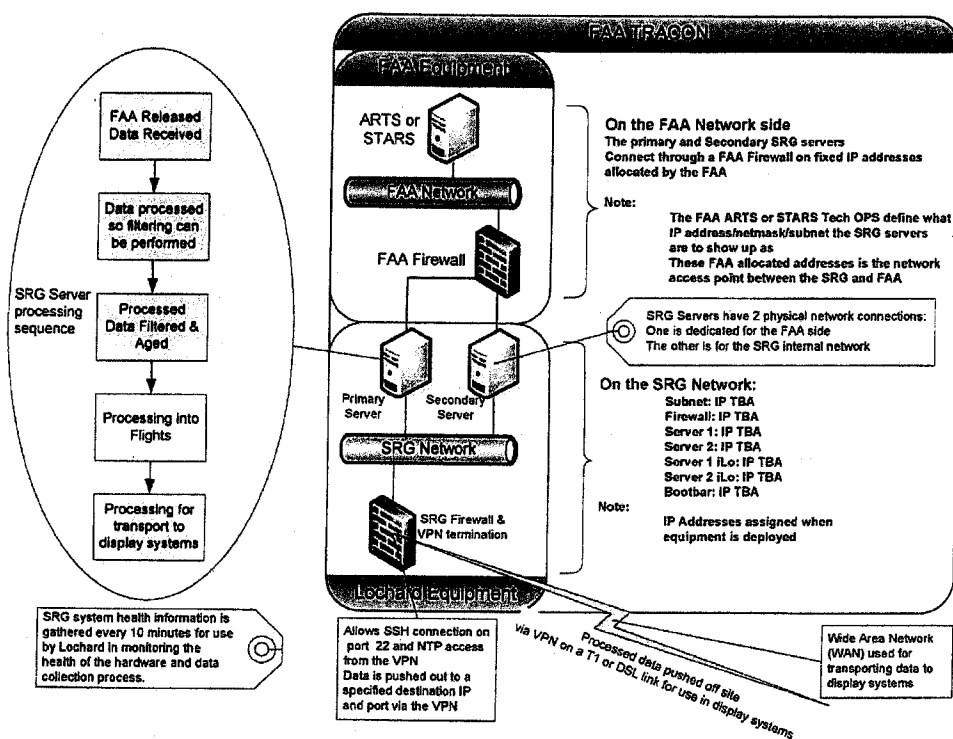 FAA TRACON
FAA Equipment
ARTS or
STARS
FAA Network
FAA Firewall
On the FAA Network side
The primary and Secondary SRG servers
Connect through a FAA Firewall on fixed IP addresses
allocated by the FAA
Note:
The FAA ARTS or STARS Tech OPS define what
IP address/netmask/subnet the SRG servers
are to show up as
These FAA allocated addresses is the network
access point between the SRG and FAA
FAA Released
Data Received
Data processed
so filtering can
be performed
SRG Server
processing
sequence
Processed
Data Filtered &
Aged
Processing into
Flights
Processing for
transport to
display systems
SRG Servers have 2 physical network connections:
One is dedicated for the FAA side
The other is for the SRG internal network
Primary
Server
Secondary
Server
SRG Network
SRG Firewall &
VPN termination
Lochard Equipment
On the SRG Network:
Subnet: IP TBA
Firewall: IP TBA
Server 1: IP TBA
Server 2: IP TBA
Server 1 iLo: IP TBA
Server 2 iLo: IP TBA
Bootbar: IP TBA
Note:
IP Addresses assigned when
equipment is deployed
SRG system health information is
gathered every 10 minutes for use
by Lochard in monitoring the
health of the hardware and data
collection process.
Allows SSH connection on
port 22 and NTP access
from the VPN
Data is pushed out to a
specified destination IP
and port via the VPN
Processed data pushed off site
via VPN on a T1 or DSL link for use in display systems
Wide Area Network
(WAN) used for
transporting data to
display systems